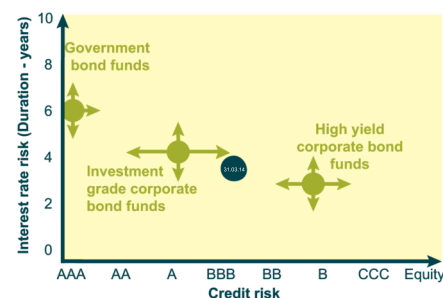 10
8
6
4
2
0
Interest rate risk (Duration - years)
Government
bond funds
Investment
grade corporate
bond funds
31.03.14
High yield
corporate bond
funds
AAA AA A BBB BB B CCC Equity
Credit risk